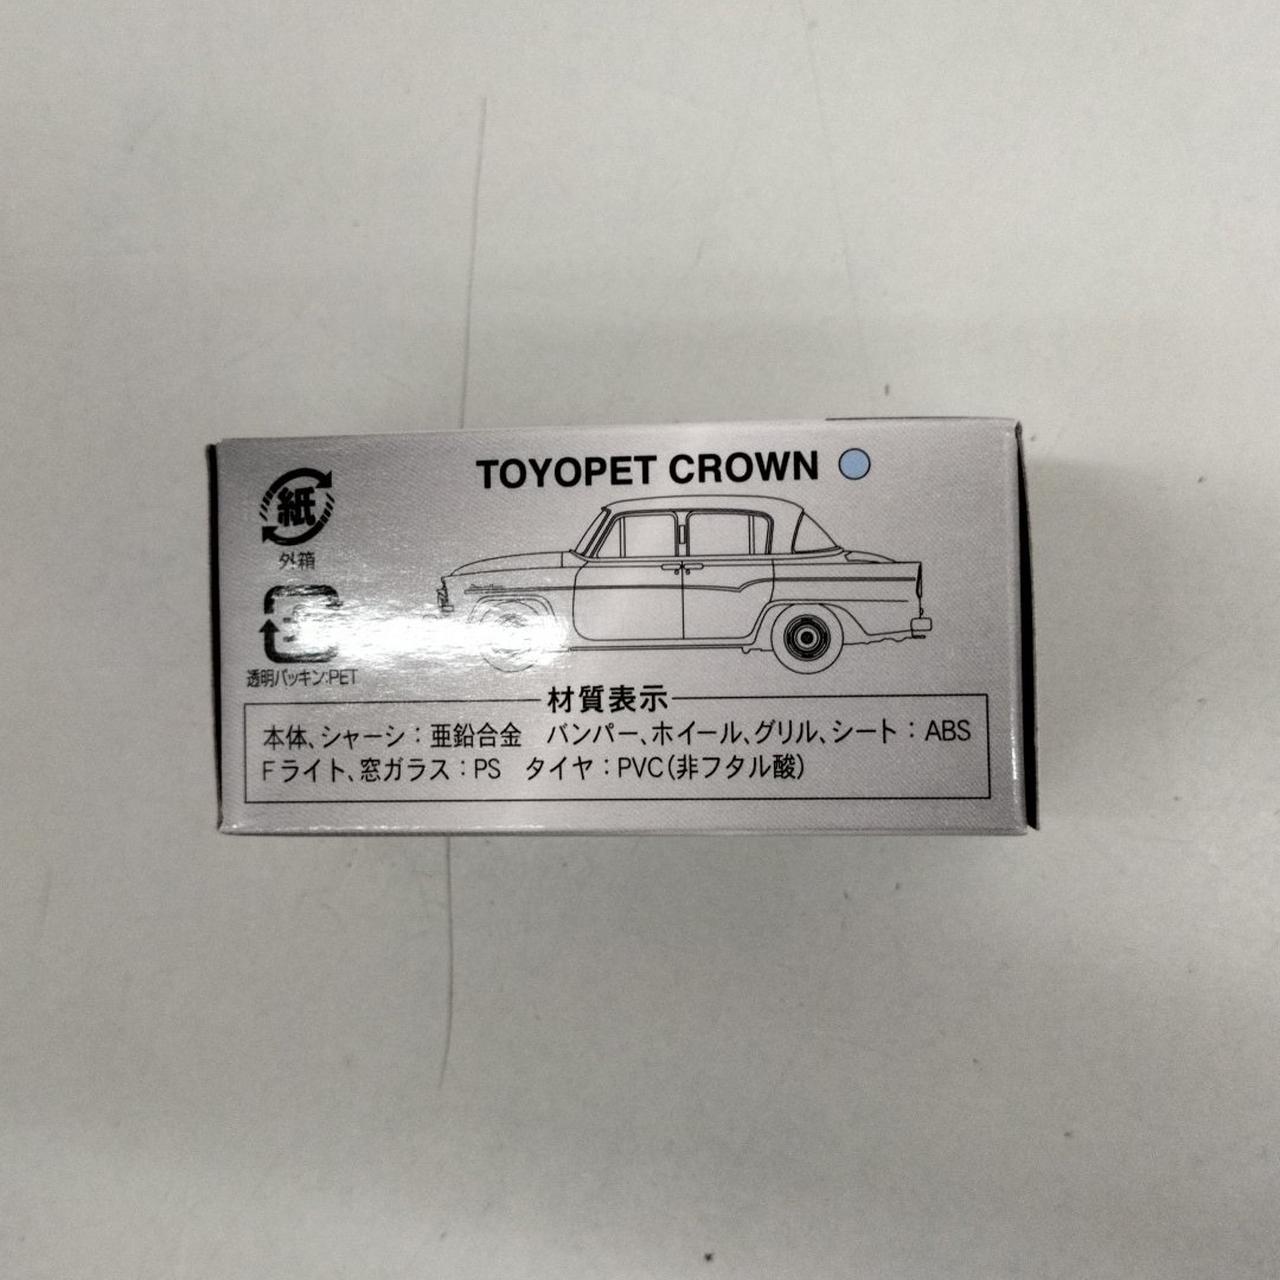 TOYOPET CROWN
紙
外箱
透明パッキン:PET
材質表示
本体、シャーシ：亜鉛合金　バンパー、ホイール、グリル、シート：ABS
Fライト、窓ガラス：PS　タイヤ：PVC（非フタル酸）